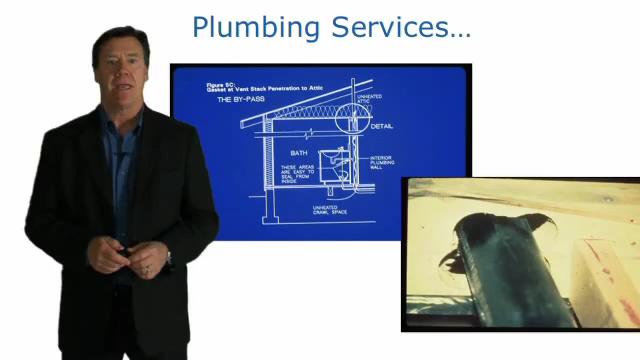 Plumbing Services…
Figure 5C:
Gasket at Vent Stack Penetration to Attic
THE BY-PASS
UNHEATED
ATTIC
DETAIL
BATH
THESE AREAS
ARE EASY TO
SEAL FROM
INSIDE
INTERIOR
PLUMBING
WALL
UNHEATED
CRAWL SPACE